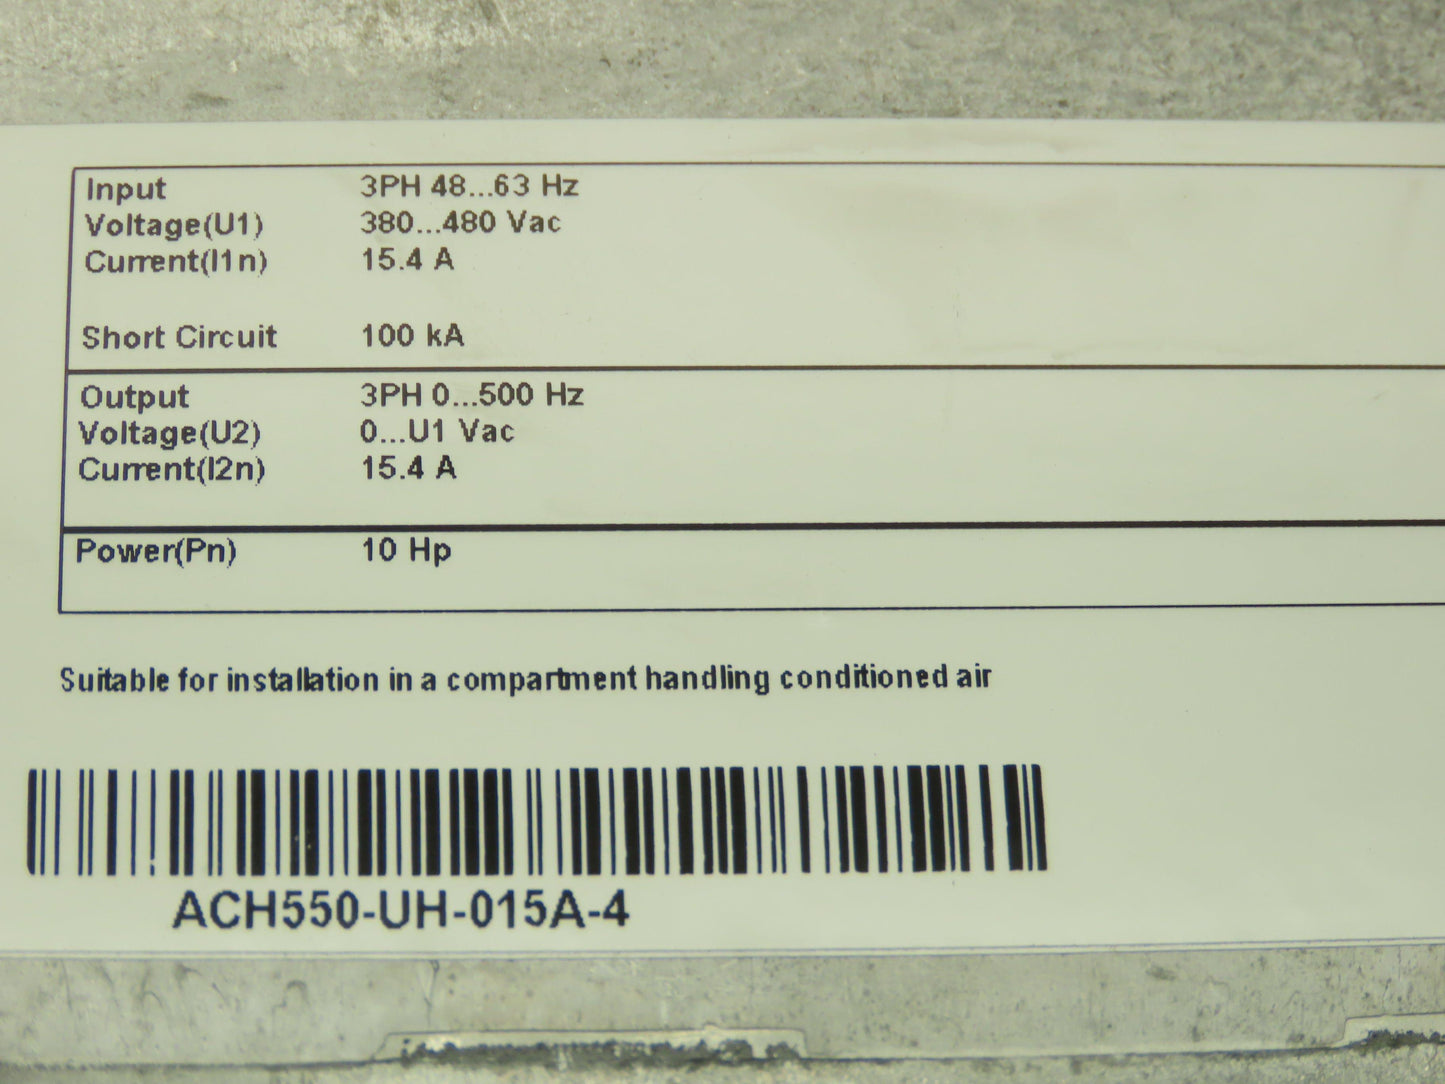 Input 3PH 48...63 Hz
Voltage(U1) 380...480 Vac
Current(I1n) 15.4 A
Short Circuit 100 kA
Output 3PH 0...500 Hz
Voltage(U2) 0...U1 Vac
Current(I2n) 15.4 A
Power(Pn) 10 Hp
Suitable for installation in a compartment handling conditioned air
ACH550-UH-015A-4